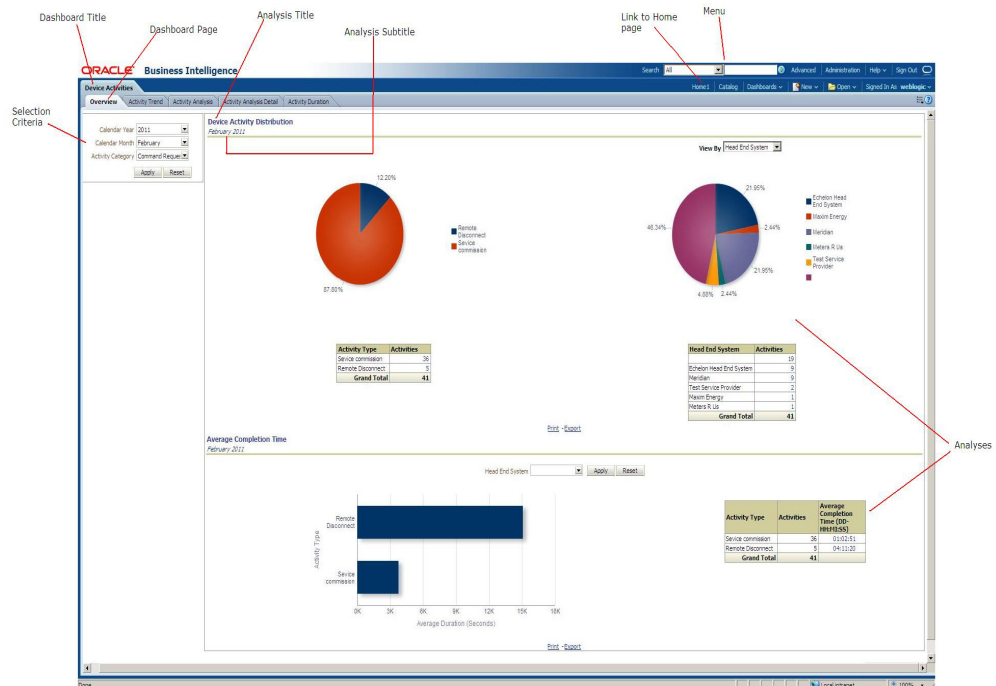 Dashboard Title
Analysis Title
Menu
Link to Home
page
Dashboard Page
Analysis Subtitle
ORACLE Business Intelligence
Search All
Advanced Administration Help Sign Out
Device Activities
Home1 Catalog Dashboards New Open Signed In As weblogic
Overview Activity Trend Activity Analysis Activity Analysis Detail Activity Duration
Selection
Criteria
Calendar Year 2011
Calendar Month February
Activity Category Command Reques
Apply Reset
Device Activity Distribution
February 2011
View By Head End System
12.20%
87.80%
Remote
Disconnect
Sevice
commission
21.95%
2.44%
21.95%
2.44%
4.88%
46.34%
Echelon Head
End System
Maxim Energy
Meridian
Meters R Us
Test Service
Provider
Activity Type Activities
Sevice commission 36
Remote Disconnect 5
Grand Total 41
Head End System Activities
19
Echelon Head End System 9
Meridian 9
Test Service Provider 2
Maxim Energy 1
Meters R Us 1
Grand Total 41
Print - Export
Analyses
Average Completion Time
February 2011
Head End System Apply Reset
Activity Type
Remote
Disconnect
Sevice
commission
0K 3K 6K 9K 12K 15K 18K
Average Duration (Seconds)
Activity Type Activities Average
Completion
Time (DD-
HH:MI:SS)
Sevice commission 36 01:02:51
Remote Disconnect 5 04:11:20
Grand Total 41
Print - Export
Done
Local intranet 100%